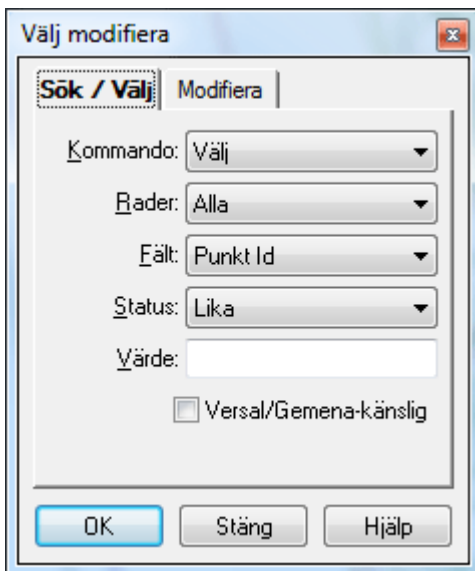 Välj modifiera
Sök / Välj Modifiera
Kommando: Välj
Rader: Alla
Fält: Punkt Id
Status: Lika
Värde:
Versal/Gemena-känslig
OK Stäng Hjälp